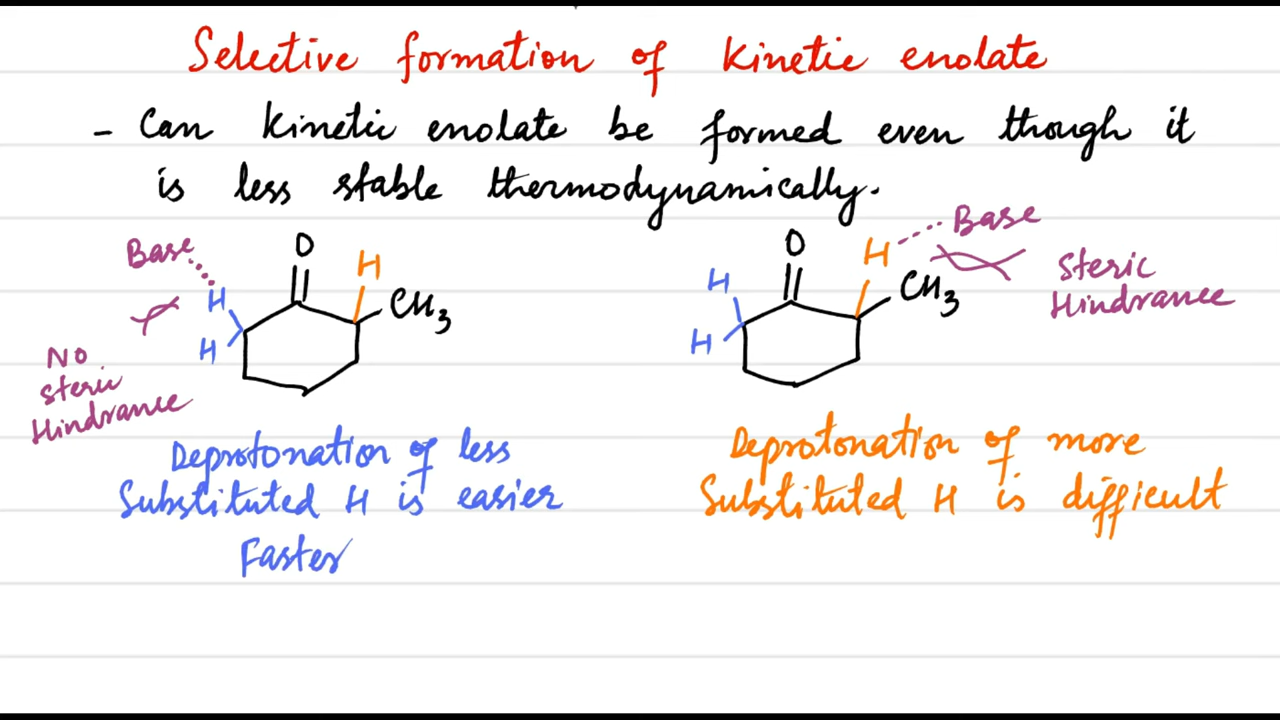 Selective formation of kinetic enolate
- Can kinetic enolate be formed even though it
is less stable thermodynamically.
Base
O
H
H
CH3
H
No
Steric
Hindrance
Deprotonation of less
Substituted H is easier
Faster
Base
O
H
H
CH3
H
Steric
Hindrance
Deprotonation of more
Substituted H is difficult